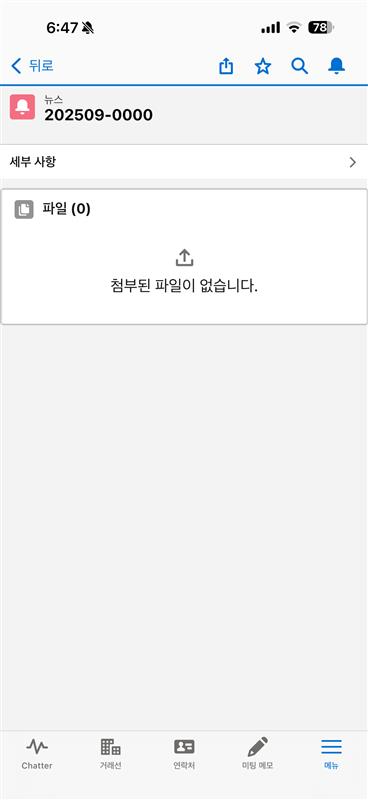 6:47
78
뒤로
뉴스
202509-0000
세부 사항
파일 (0)
첨부된 파일이 없습니다.
Chatter
거래선
연락처
미팅 메모
메뉴